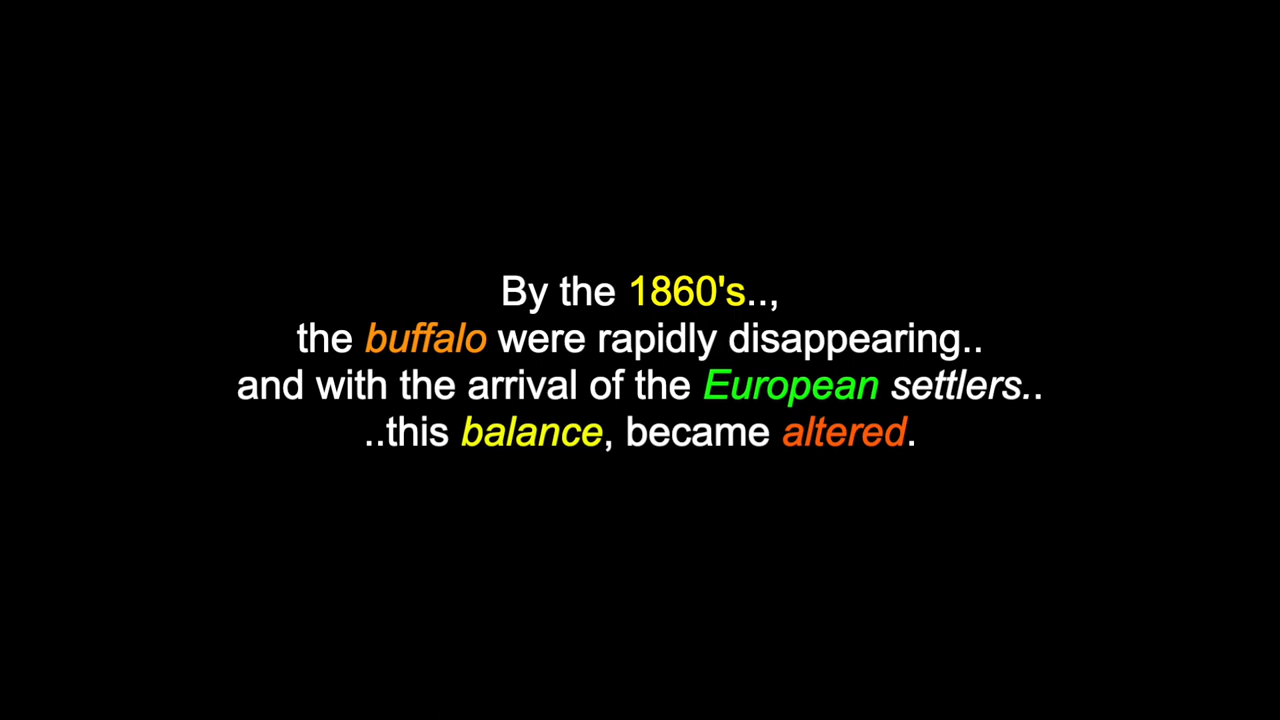 By the 1860's..,
the buffalo were rapidly disappearing..
and with the arrival of the European settlers..
..this balance, became altered.